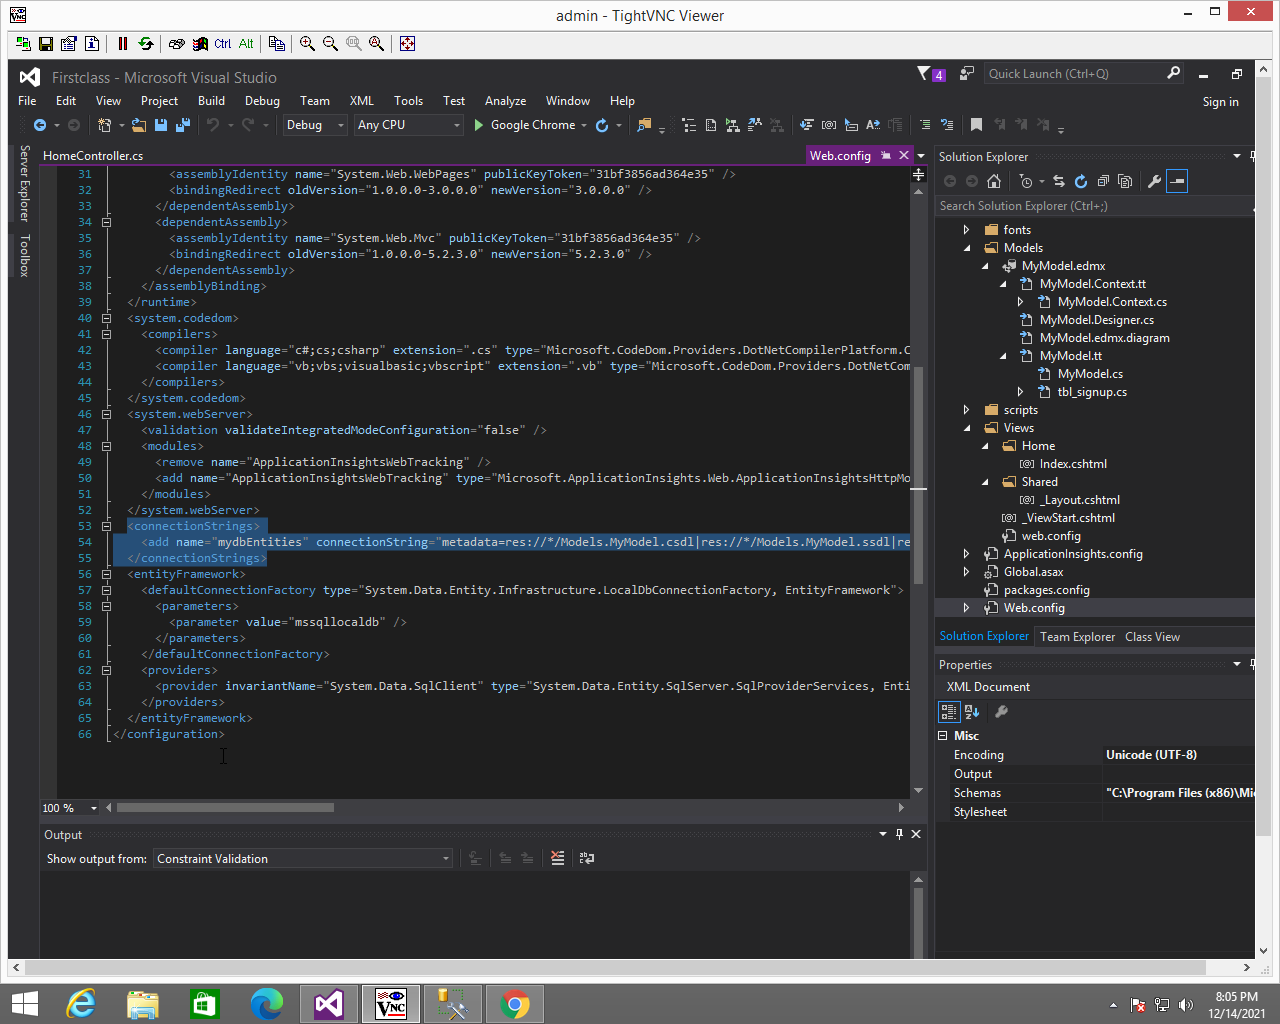 admin - TightVNC Viewer
Ctrl Alt
Firstclass - Microsoft Visual Studio
4
Quick Launch (Ctrl+Q)
File Edit View Project Build Debug Team XML Tools Test Analyze Window Help
Sign in
Debug Any CPU Google Chrome
Server Explorer
Toolbox
HomeController.cs
Web.config
31 <assemblyIdentity name="System.Web.WebPages" publicKeyToken="31bf3856ad364e35" />
32 <bindingRedirect oldVersion="1.0.0.0-3.0.0.0" newVersion="3.0.0.0" />
33 </dependentAssembly>
34 <dependentAssembly>
35 <assemblyIdentity name="System.Web.Mvc" publicKeyToken="31bf3856ad364e35" />
36 <bindingRedirect oldVersion="1.0.0.0-5.2.3.0" newVersion="5.2.3.0" />
37 </dependentAssembly>
38 </assemblyBinding>
39 </runtime>
40 <system.codedom>
41 <compilers>
42 <compiler language="c#;cs;csharp" extension=".cs" type="Microsoft.CodeDom.Providers.DotNetCompilerPlatform.C
43 <compiler language="vb;vbs;visualbasic;vbscript" extension=".vb" type="Microsoft.CodeDom.Providers.DotNetCom
44 </compilers>
45 </system.codedom>
46 <system.webServer>
47 <validation validateIntegratedModeConfiguration="false" />
48 <modules>
49 <remove name="ApplicationInsightsWebTracking" />
50 <add name="ApplicationInsightsWebTracking" type="Microsoft.ApplicationInsights.Web.ApplicationInsightsHttpMo
51 </modules>
52 </system.webServer>
53 <connectionStrings>
54 <add name="mydbEntities" connectionString="metadata=res://*/Models.MyModel.csdl|res://*/Models.MyModel.ssdl|re
55 </connectionStrings>
56 <entityFramework>
57 <defaultConnectionFactory type="System.Data.Entity.Infrastructure.LocalDbConnectionFactory, EntityFramework">
58 <parameters>
59 <parameter value="mssqllocaldb" />
60 </parameters>
61 </defaultConnectionFactory>
62 <providers>
63 <provider invariantName="System.Data.SqlClient" type="System.Data.Entity.SqlServer.SqlProviderServices, Enti
64 </providers>
65 </entityFramework>
66 </configuration>
100 %
Output
Show output from: Constraint Validation
Solution Explorer
Search Solution Explorer (Ctrl+;)
fonts
Models
MyModel.edmx
MyModel.Context.tt
MyModel.Context.cs
MyModel.Designer.cs
MyModel.edmx.diagram
MyModel.tt
MyModel.cs
tbl_signup.cs
scripts
Views
Home
Index.cshtml
Shared
_Layout.cshtml
_ViewStart.cshtml
web.config
ApplicationInsights.config
Global.asax
packages.config
Web.config
Solution Explorer Team Explorer Class View
Properties
XML Document
Misc
Encoding Unicode (UTF-8)
Output
Schemas "C:\Program Files (x86)\Mic
Stylesheet
8:05 PM
12/14/2021